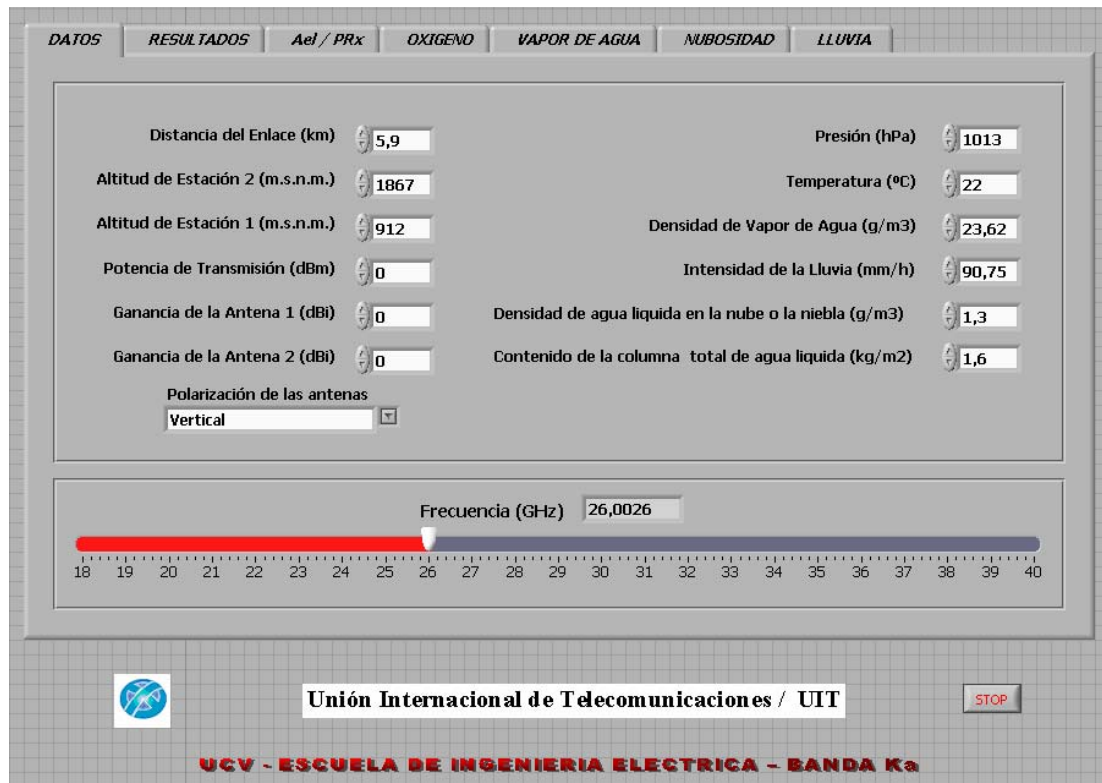 DATOS RESULTADOS Ael / PRx OXIGENO VAPOR DE AGUA NUBOSIDAD LLUVIA
Distancia del Enlace (km) 5,9
Altitud de Estación 2 (m.s.n.m.) 1867
Altitud de Estación 1 (m.s.n.m.) 912
Potencia de Transmisión (dBm) 0
Ganancia de la Antena 1 (dBi) 0
Ganancia de la Antena 2 (dBi) 0
Polarización de las antenas
Vertical
Presión (hPa) 1013
Temperatura (ºC) 22
Densidad de Vapor de Agua (g/m3) 23,62
Intensidad de la Lluvia (mm/h) 90,75
Densidad de agua liquida en la nube o la niebla (g/m3) 1,3
Contenido de la columna total de agua liquida (kg/m2) 1,6
Frecuencia (GHz) 26,0026
18 19 20 21 22 23 24 25 26 27 28 29 30 31 32 33 34 35 36 37 38 39 40
Unión Internacional de Telecomunicaciones / UIT
STOP
UCV - ESCUELA DE INGENIERIA ELECTRICA - BANDA Ka